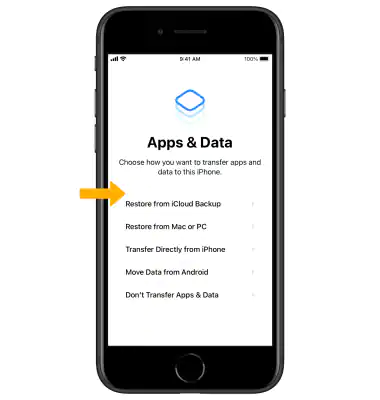 9:41 AM
100%
Apps & Data
Choose how you want to transfer apps and
data to this iPhone.
Restore from iCloud Backup
Restore from Mac or PC
Transfer Directly from iPhone
Move Data from Android
Don't Transfer Apps & Data